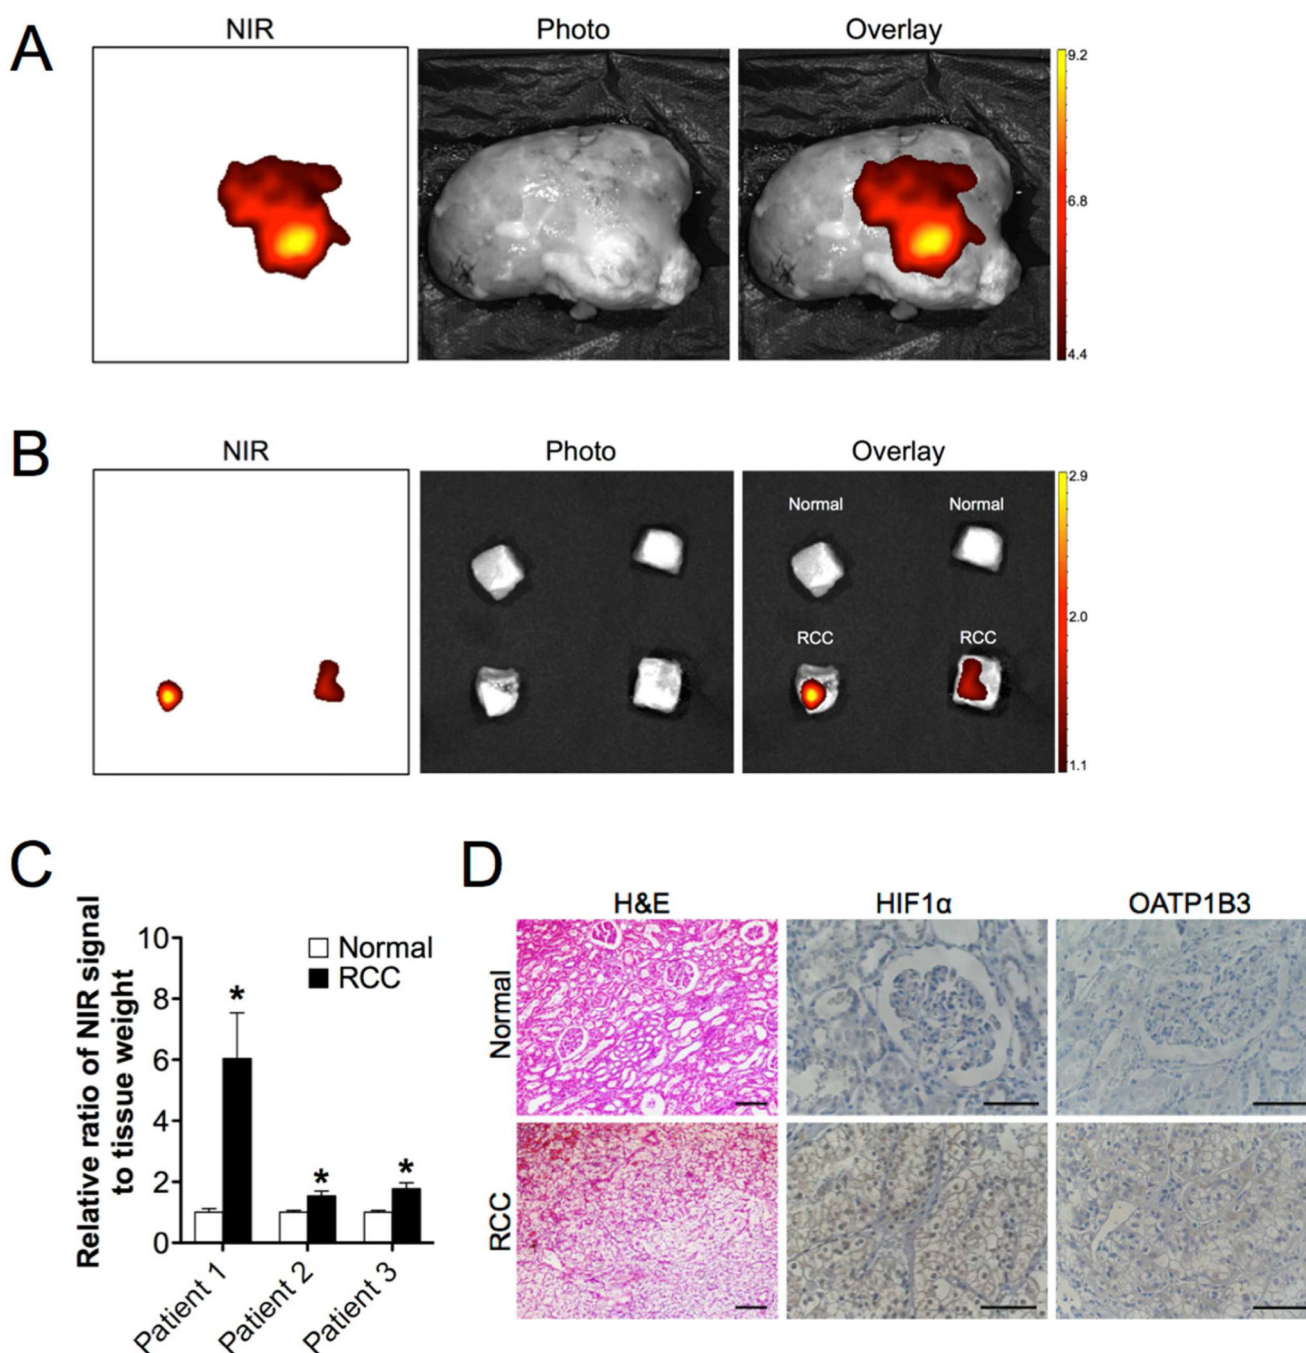 A
NIR
Photo
Overlay
9.2
6.8
4.4
B
NIR
Photo
Overlay
Normal
Normal
RCC
RCC
2.9
2.0
1.1
C
Relative ratio of NIR signal
to tissue weight
10
8
6
4
2
0
Normal
RCC
*
*
*
Patient 1
Patient 2
Patient 3
D
H&E
HIF1α
OATP1B3
Normal
RCC